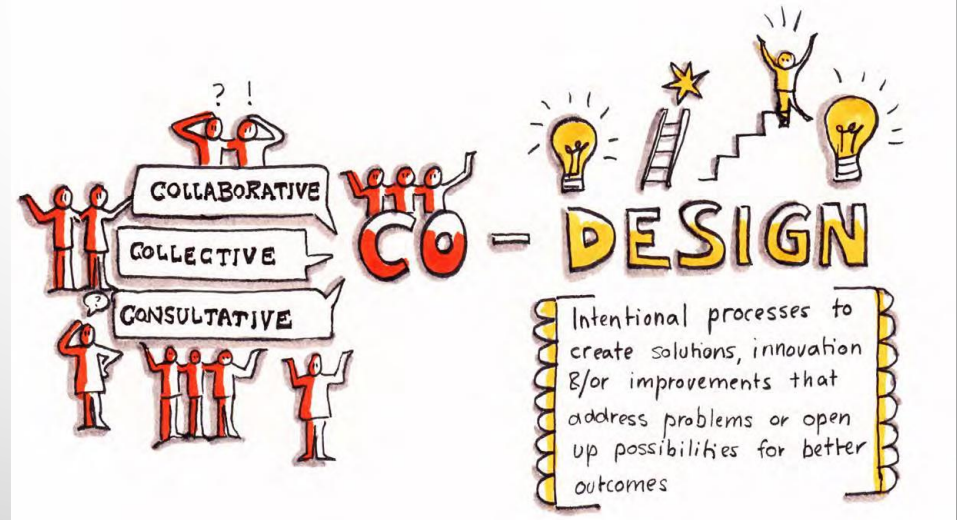 ? !
COLLABORATIVE
COLLECTIVE
?
CONSULTATIVE
CO - DESIGN
Intentional processes to
create solutions, innovation
&/or improvements that
address problems or open
up possibilities for better
outcomes